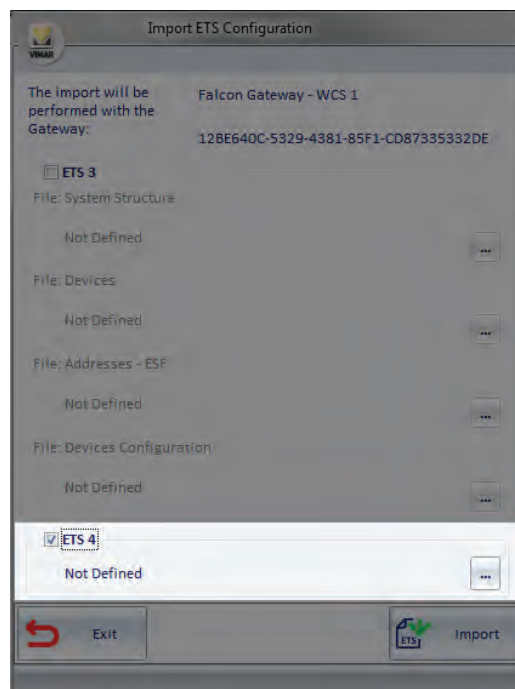 Import ETS Configuration
VIMAR
The import will be
performed with the
Gateway:
Falcon Gateway - WCS 1
12BE640C-5329-4381-85F1-CD87335332DE
ETS 3
File: System Structure
Not Defined
...
File: Devices
Not Defined
...
File: Addresses - ESF
Not Defined
...
File: Devices Configuration
Not Defined
...
ETS 4
Not Defined
...
Exit
ETS
Import